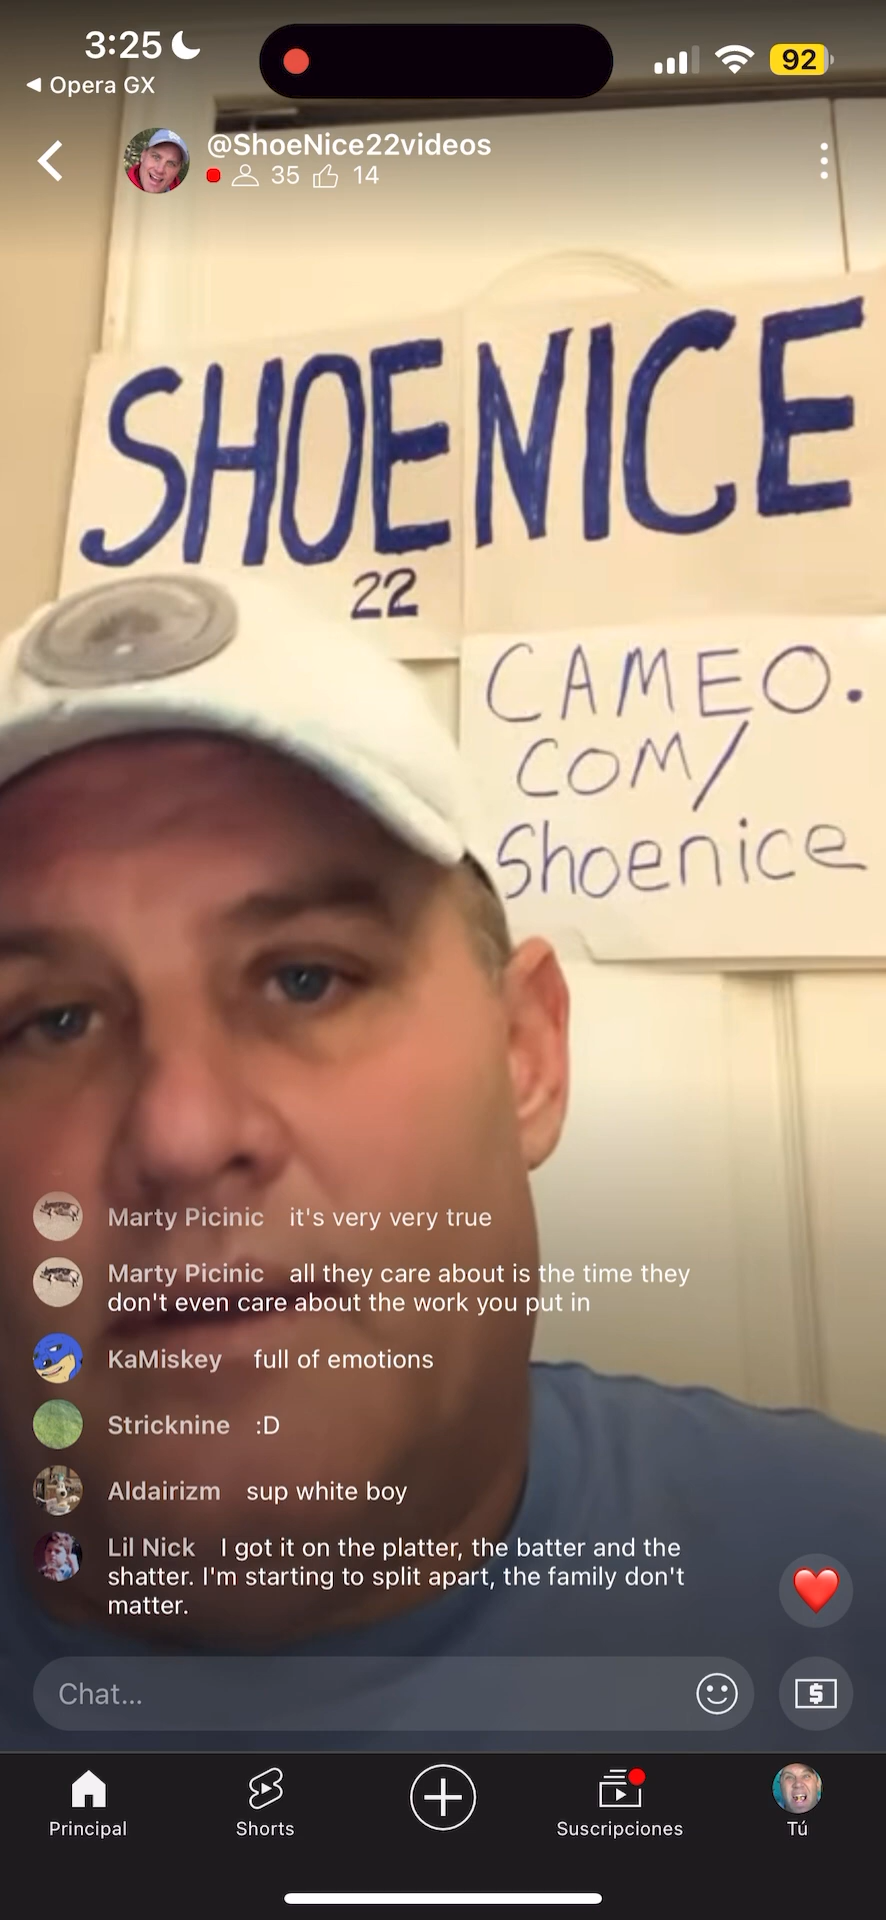 3:25
92
Opera GX
@ShoeNice22videos
35 14
SHOENICE
22
CAMEO.
COM/
Shoenice
Marty Picinic it's very very true
Marty Picinic all they care about is the time they
don't even care about the work you put in
KaMiskey full of emotions
Stricknine :D
Aldairizm sup white boy
Lil Nick I got it on the platter, the batter and the
shatter. I'm starting to split apart, the family don't
matter.
Chat...
Principal
Shorts
Suscripciones
Tú